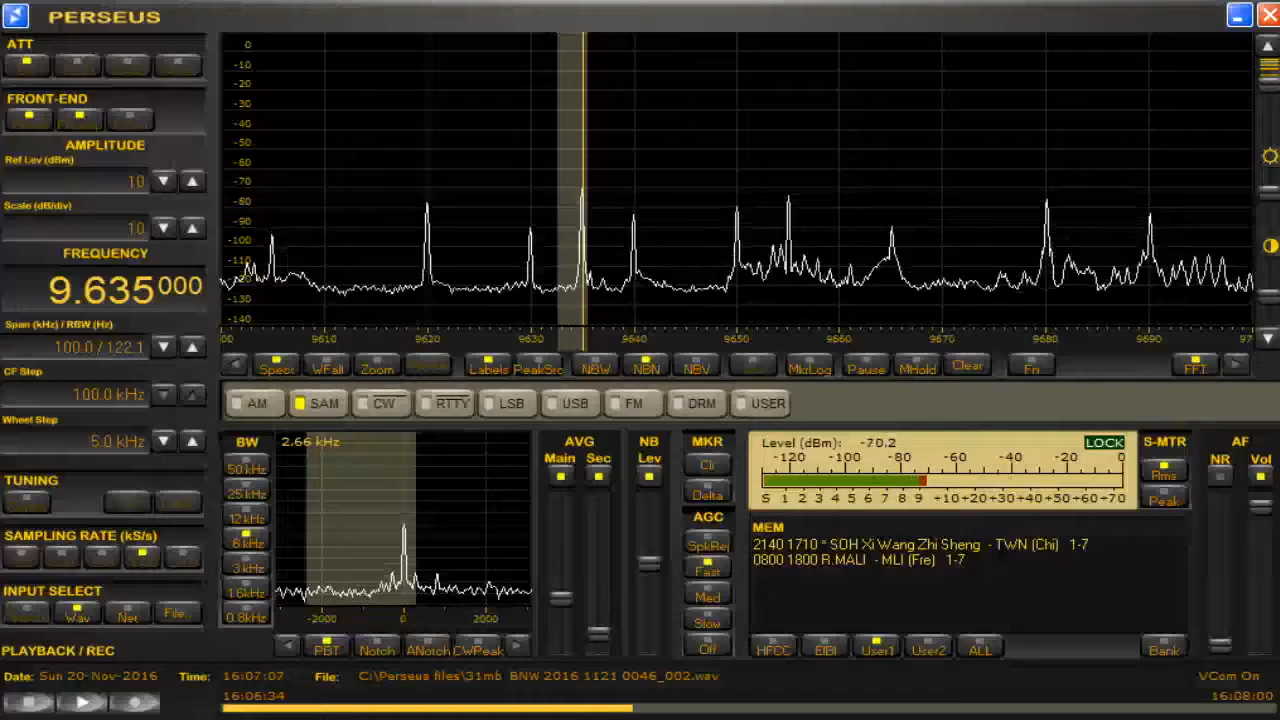 PERSEUS
ATT
FRONT-END
AMPLITUDE
Ref Lev (dBm)
10
Scale (dB/div)
10
FREQUENCY
9.635000
Span (kHz) / RBW (Hz)
100.0 / 122.1
CF Step
100.0 kHz
Wheel Step
5.0 kHz
TUNING
SAMPLING RATE (kS/s)
INPUT SELECT
Wav Net File..
PLAYBACK / REC
0
-10
-20
-30
-40
-50
-60
-70
-80
-90
-100
-110
-120
-130
-140
00 9610 9620 9630 9640 9650 9660 9670 9680 9690 970
Spect WFall Zoom Labels PeakSrc NBW NBN NBV MkrLog Pause MHold Clear Fn FFT
AM SAM CW RTTY LSB USB FM DRM USER
BW
50 kHz
25 kHz
12 kHz
6 kHz
3 kHz
1.6kHz
0.8kHz
2.66 kHz
-2000 0 2000
PBT Notch ANotch CWPeak
AVG
Main Sec
NB
Lev
MKR
Clr
Delta
AGC
SpkRej
Fast
Med
Slow
Off
Level (dBm): -70.2 LOCK
-120 -100 -80 -60 -40 -20 0
S 1 2 3 4 5 6 7 8 9 +10+20+30+40+50+60+70
S-MTR
Rms
Peak
AF
NR Vol
MEM
2140 1710 * SOH Xi Wang Zhi Sheng - TWN (Chi) 1-7
0800 1800 R.MALI - MLI (Fre) 1-7
HFCC EIBI User1 User2 ALL Bank
Date: Sun 20-Nov-2016 Time: 16:07:07 File: C:\Perseus files\31mb BNW 2016 1121 0046_002.wav VCom On
16:06:34 16:08:00